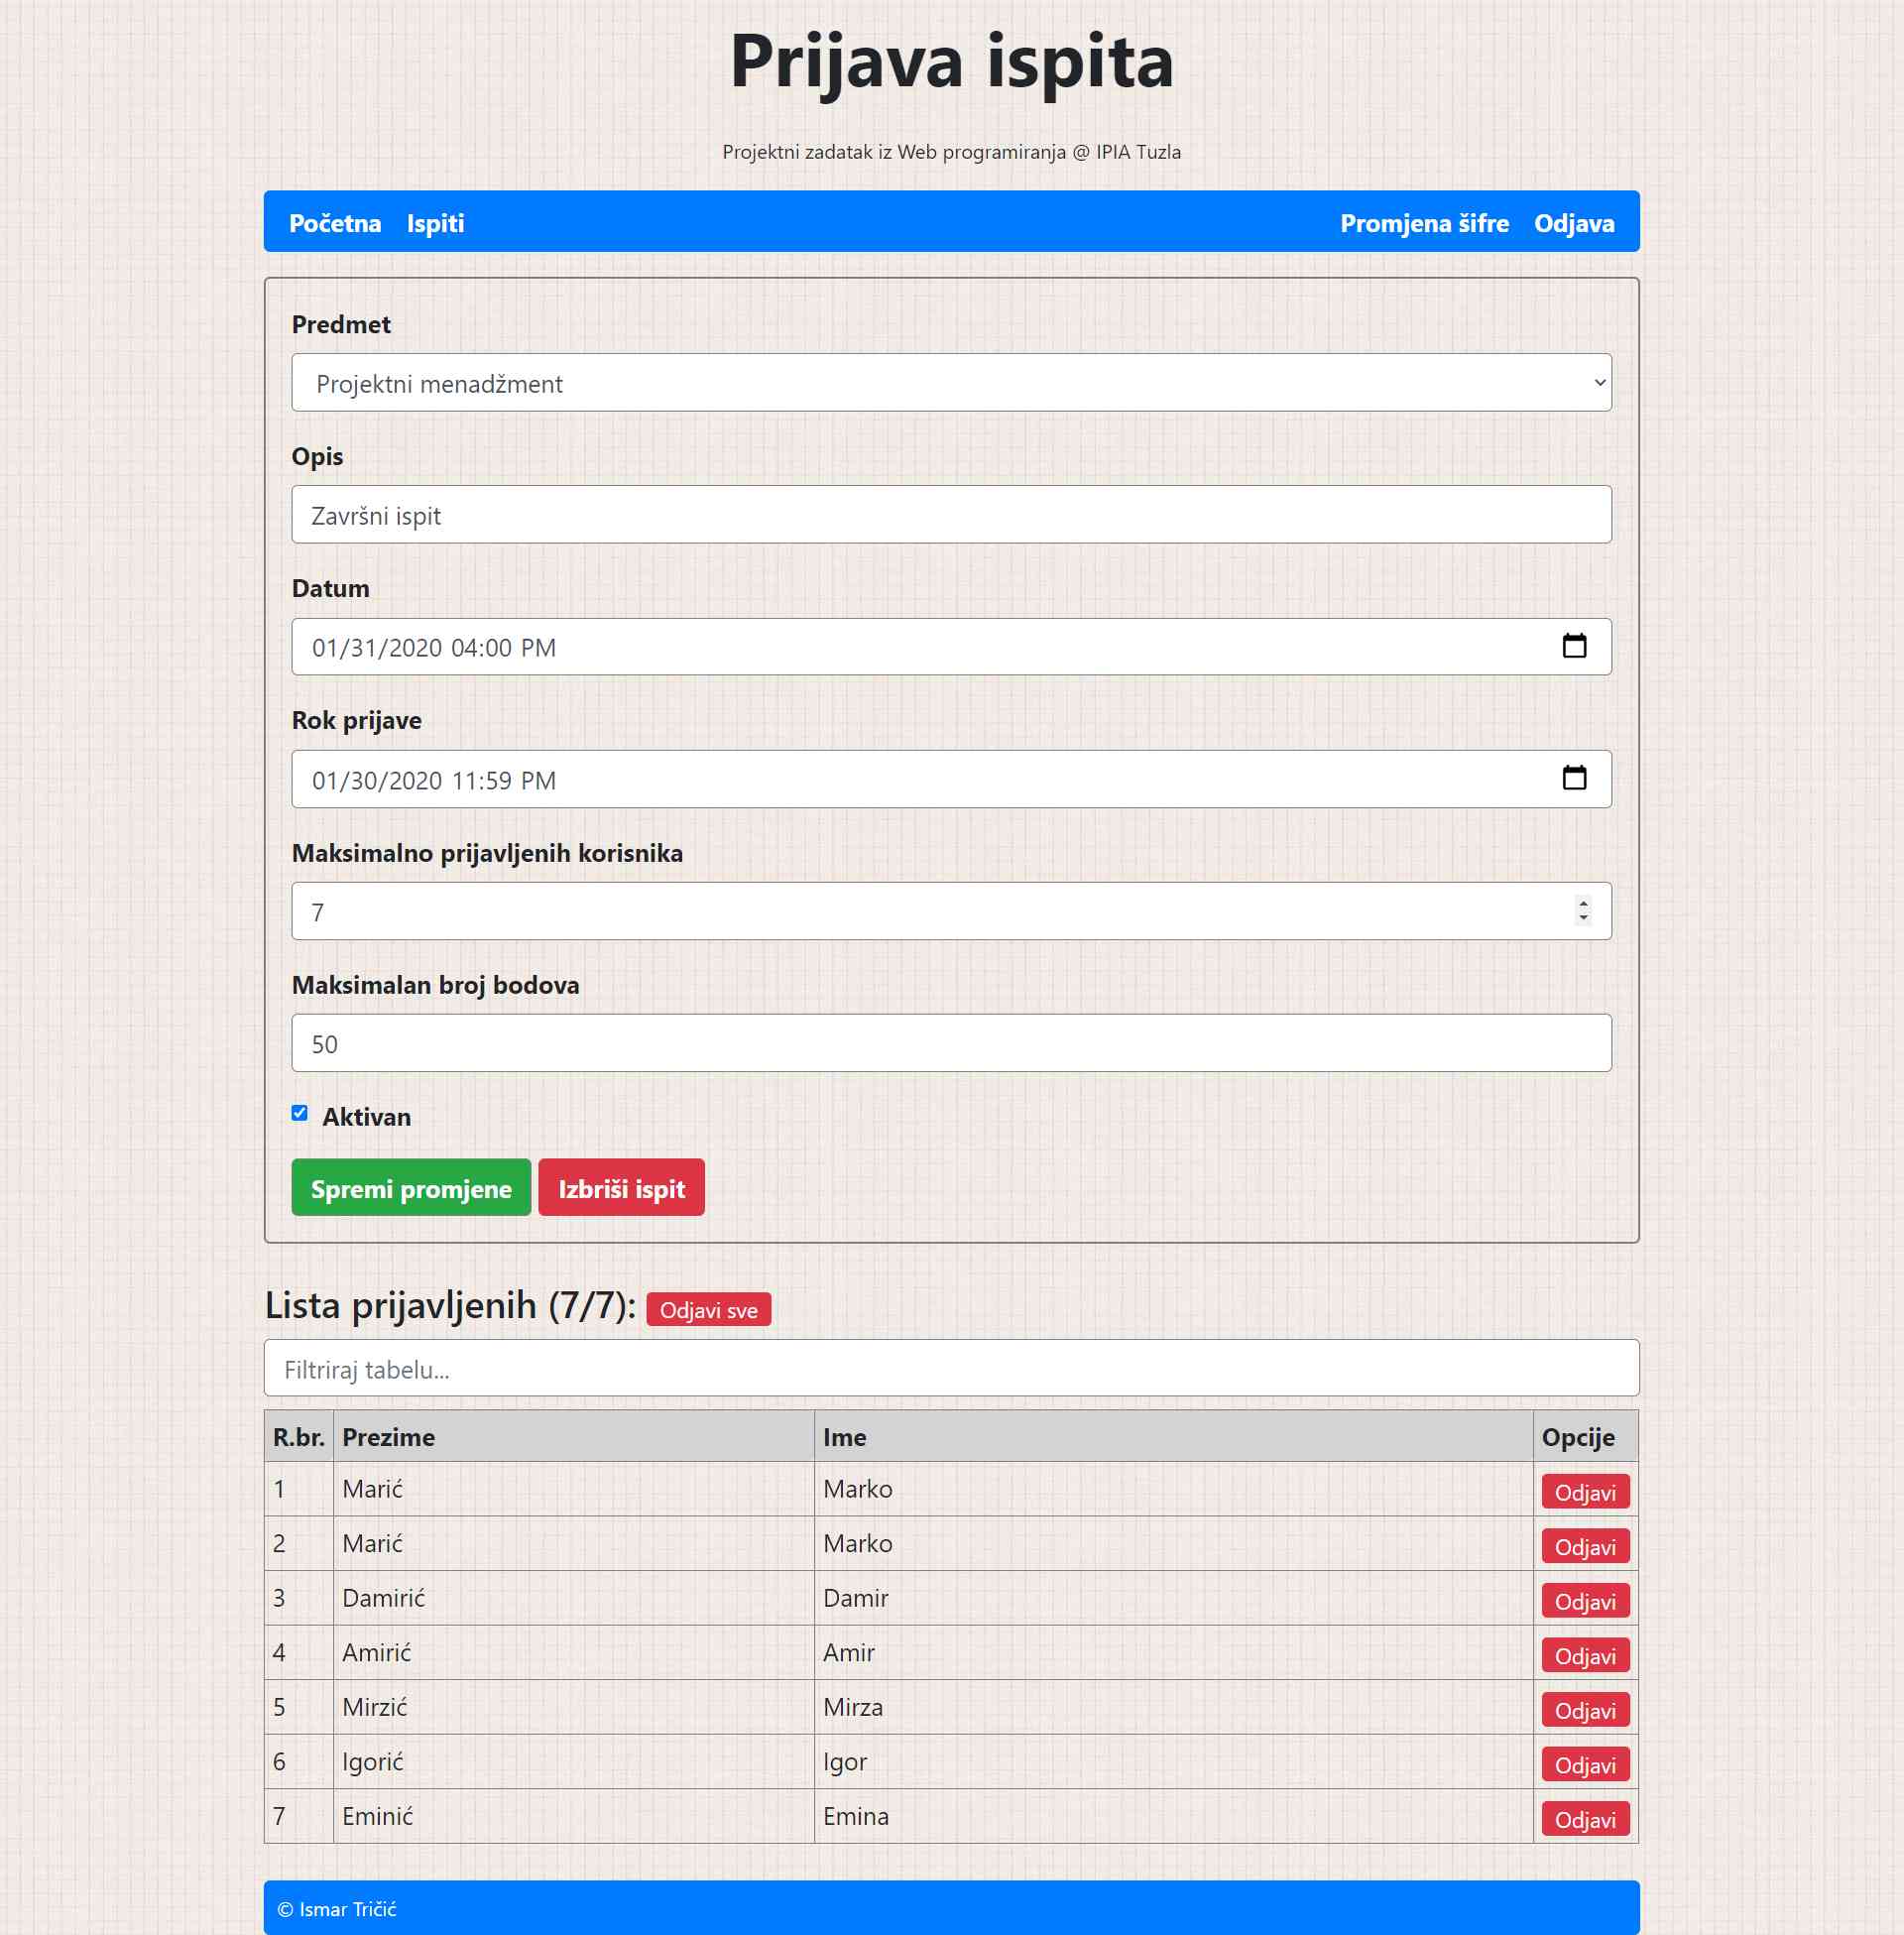 Prijava ispita
Projektni zadatak iz Web programiranja @ IPIA Tuzla
Početna Ispiti Promjena šifre Odjava
Predmet
Projektni menadžment
Opis
Završni ispit
Datum
01/31/2020 04:00 PM
Rok prijave
01/30/2020 11:59 PM
Maksimalno prijavljenih korisnika
7
Maksimalan broj bodova
50
Aktivan
Spremi promjene Izbriši ispit
Lista prijavljenih (7/7): Odjavi sve
Filtriraj tabelu...
R.br. Prezime Ime Opcije
1 Marić Marko Odjavi
2 Marić Marko Odjavi
3 Damirić Damir Odjavi
4 Amirić Amir Odjavi
5 Mirzić Mirza Odjavi
6 Igorić Igor Odjavi
7 Eminić Emina Odjavi
© Ismar Tričić